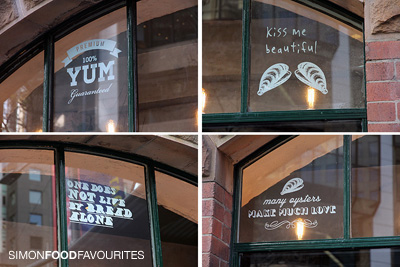 PREMIUM
100%
YUM
Guaranteed
Kiss me
beautiful
ONE DOES
NOT LIVE
BY BREAD
ALONE
many oysters
MAKE MUCH LOVE
SIMONFOODFAVOURITES